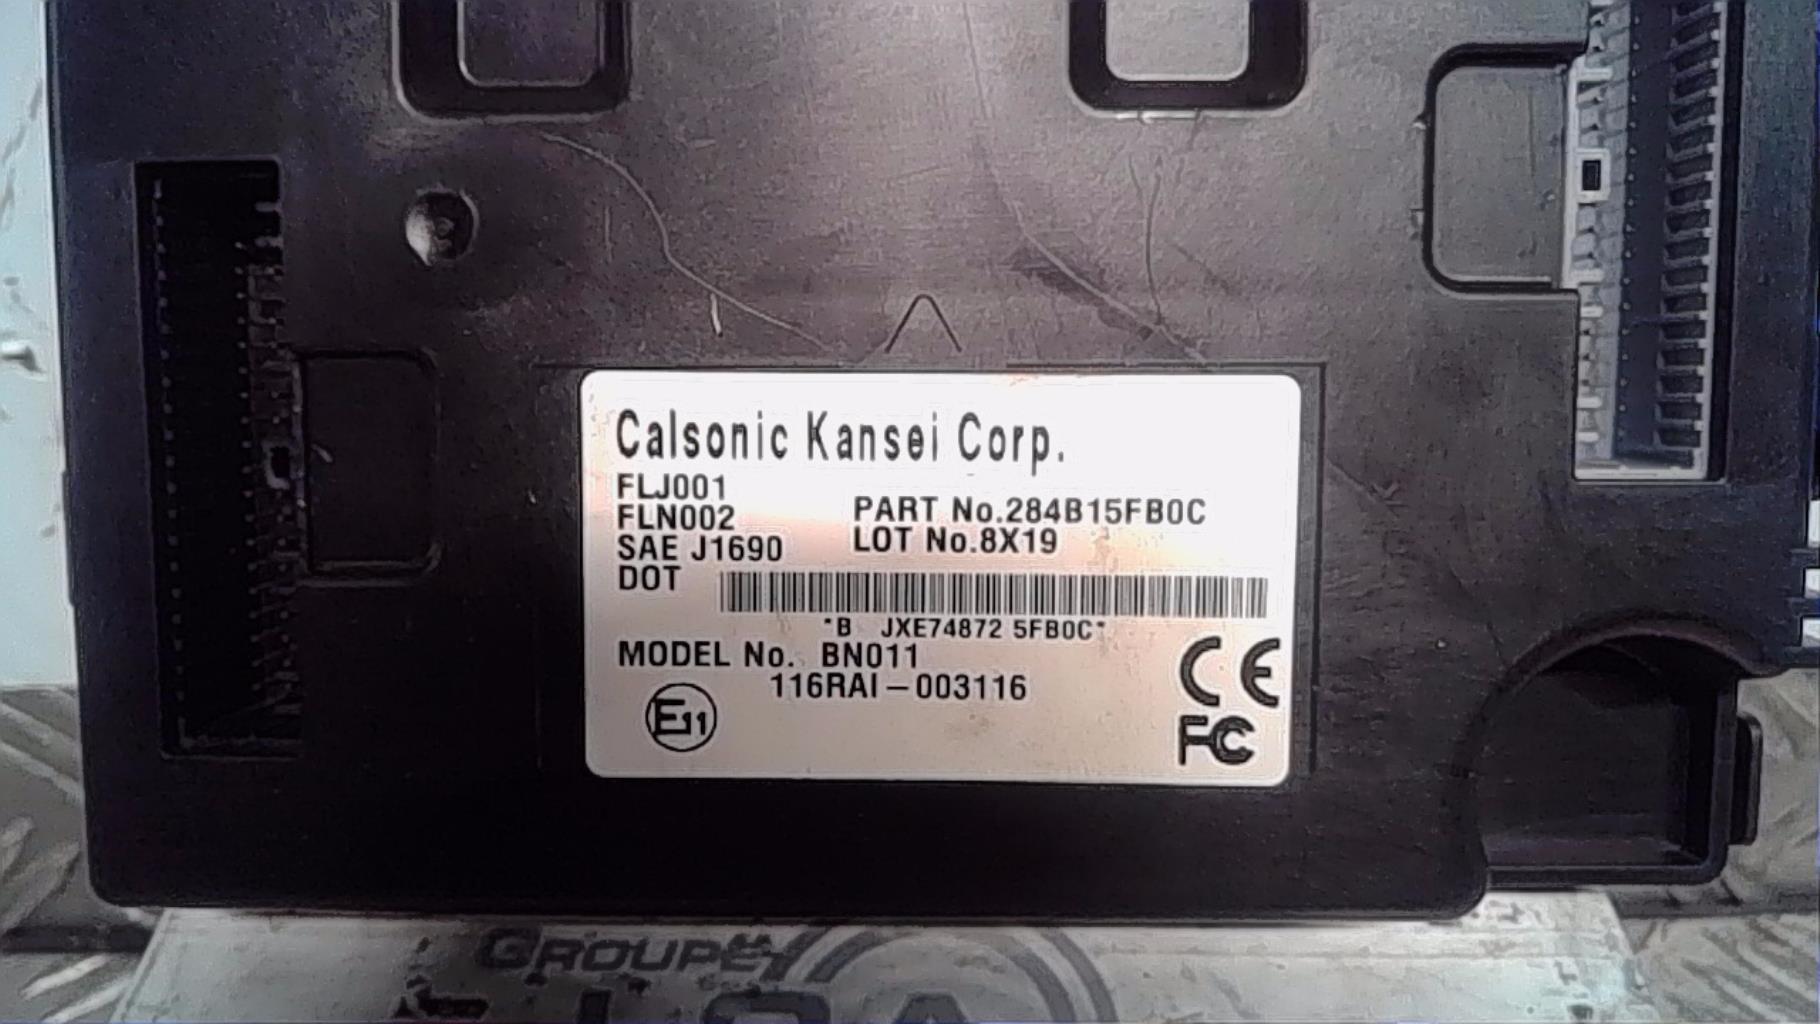 Calsonic Kansei Corp.
FLJ001
FLN002
SAE J1690
DOT
PART No.284B15FB0C
LOT No.8X19
*B JXE74872 5FB0C*
MODEL No. BN011
116RAI-003116
E11
CE
FC
GROUPE